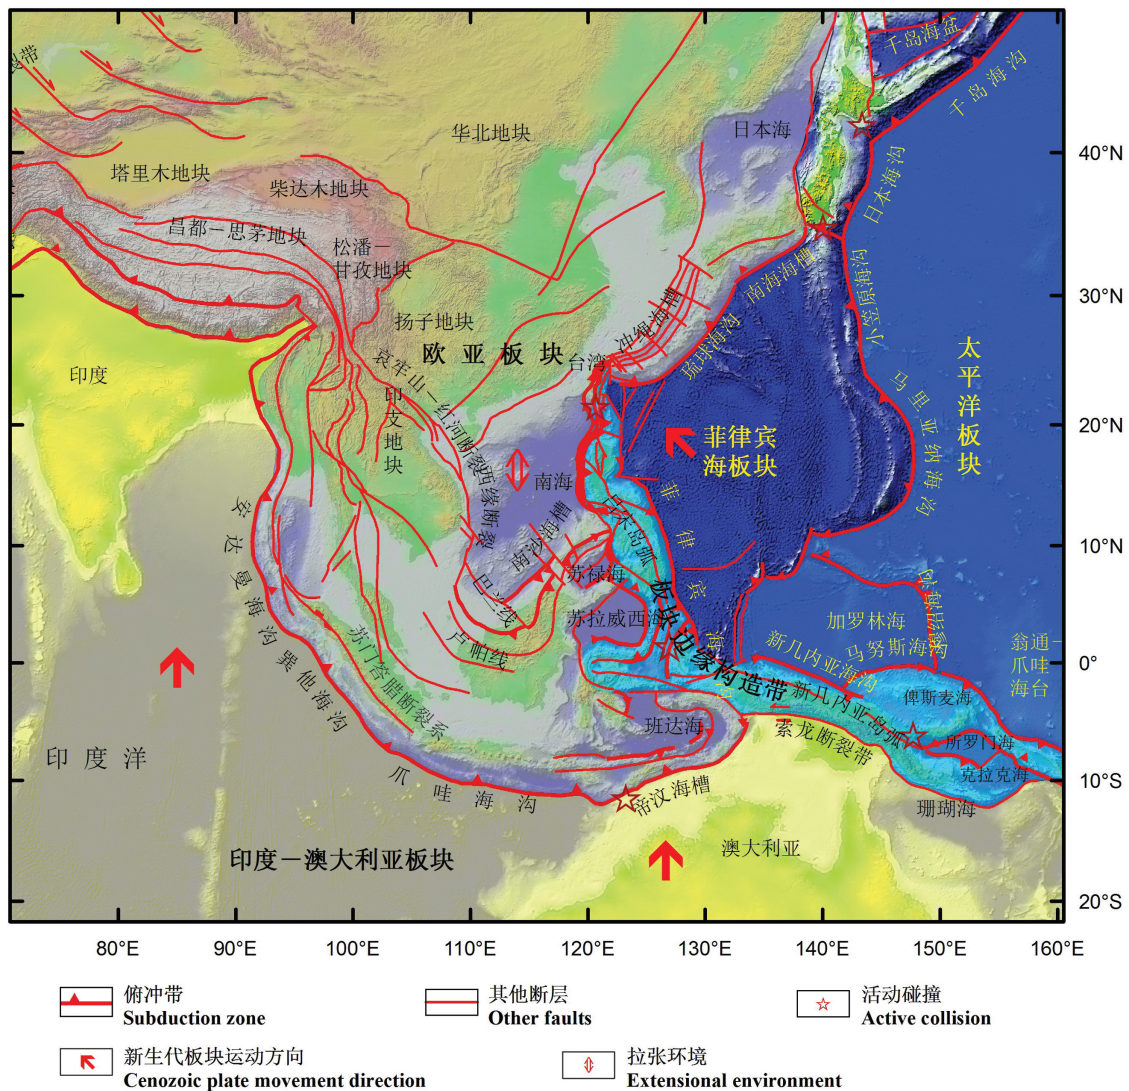 裂带
千岛海盆
千岛海沟
日本海
华北地块
塔里木地块
柴达木地块
日本海沟
昌都－思茅地块
松潘－
甘孜地块
南海海槽
小笠原海沟
扬子地块
冲绳海槽
琉球海沟
欧亚板块
台湾
太平洋板块
印度
哀牢山－红河断裂
印支地块
马里亚纳海沟
菲律宾
海板块
西缘断裂
南海
安达曼海沟
南沙海槽
吕宋岛弧
菲律宾海沟
巴兰线
苏禄海
苏拉威西海
卢帕线
板块边缘构造带
加罗林海
马努斯海沟
新几内亚海沟
翁通－
爪哇
海台
苏门答腊断裂系
巽他海沟
新几内亚岛弧
俾斯麦海
班达海
索龙断裂带
所罗门海
克拉克海
印度洋
爪哇海沟
帝汶海槽
珊瑚海
澳大利亚
印度－澳大利亚板块
40°N
30°N
20°N
10°N
0°
10°S
20°S
80°E
90°E
100°E
110°E
120°E
130°E
140°E
150°E
160°E
俯冲带
Subduction zone
其他断层
Other faults
活动碰撞
Active collision
新生代板块运动方向
Cenozoic plate movement direction
拉张环境
Extensional environment